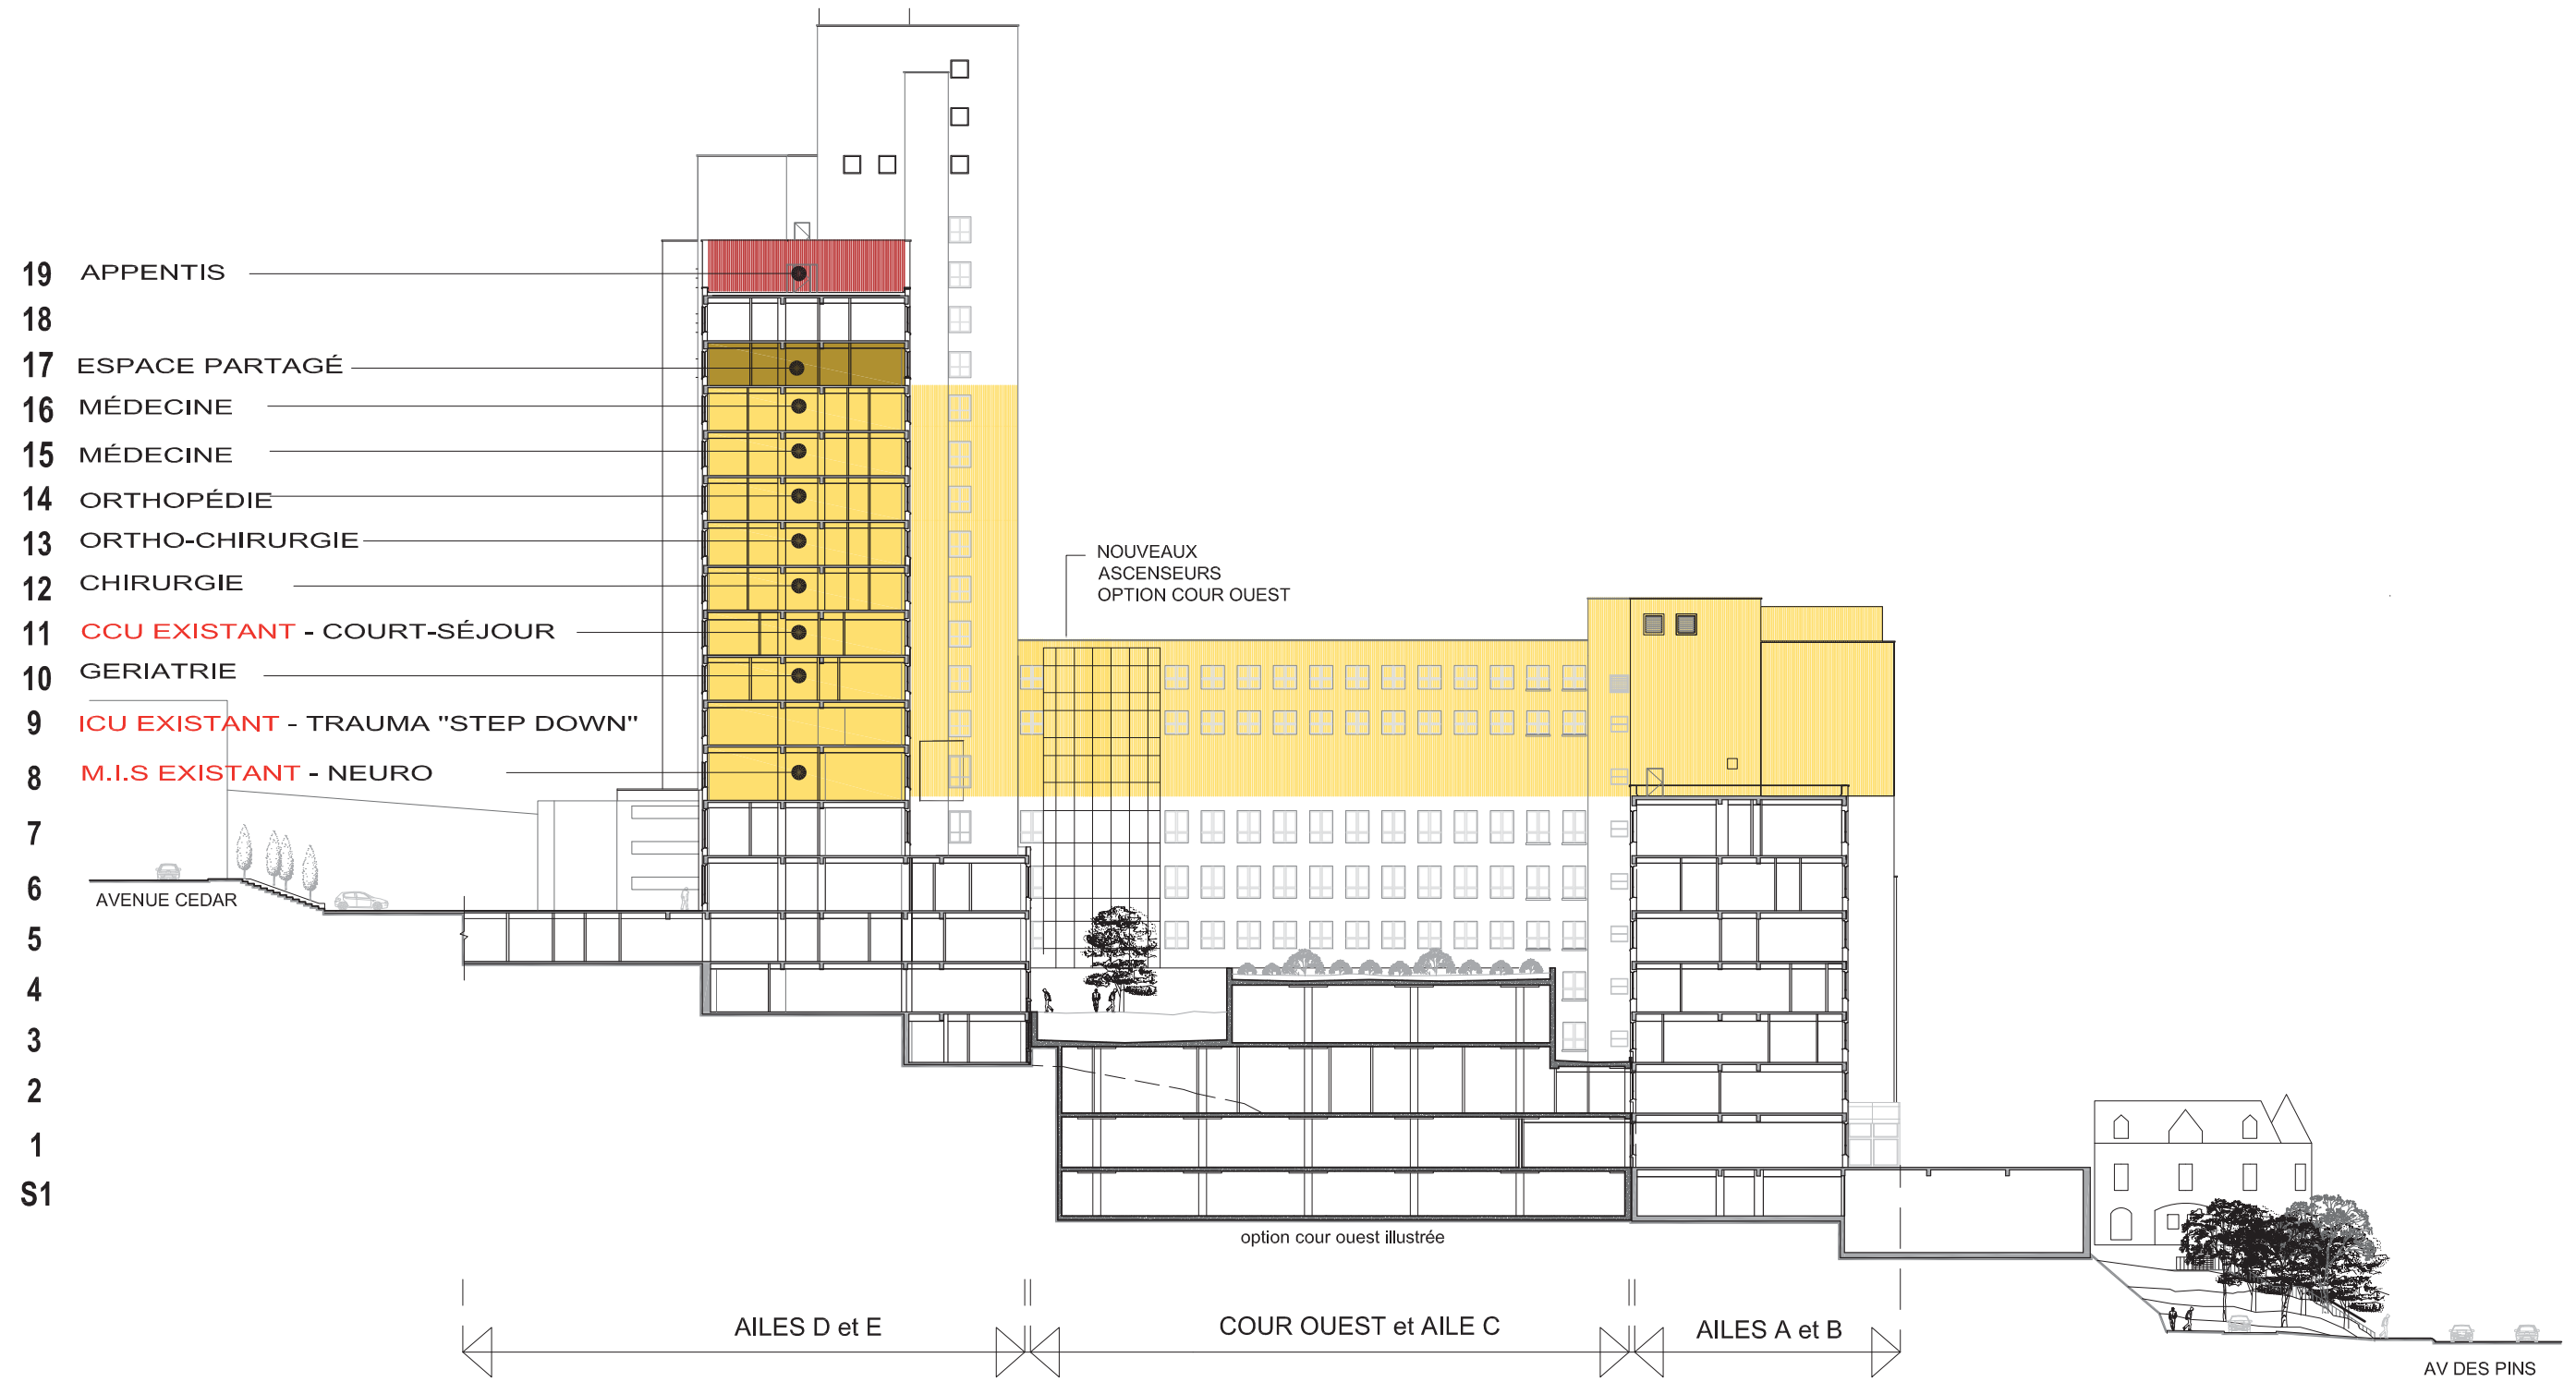 19 APPENTIS
18
17 ESPACE PARTAGÉ
16 MÉDECINE
15 MÉDECINE
14 ORTHOPÉDIE
13 ORTHO-CHIRURGIE
12 CHIRURGIE
11 CCU EXISTANT - COURT-SÉJOUR
10 GERIATRIE
9 ICU EXISTANT - TRAUMA "STEP DOWN"
8 M.I.S EXISTANT - NEURO
7
6
5
4
3
2
1
S1
AVENUE CEDAR
NOUVEAUX
ASCENSEURS
OPTION COUR OUEST
option cour ouest illustrée
AILES D et E
COUR OUEST et AILE C
AILES A et B
AV DES PINS